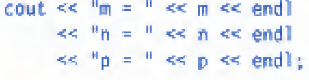 cout << "m = " << m << endl
<< "n = " << n << endl
<< "p = " << p << endl;